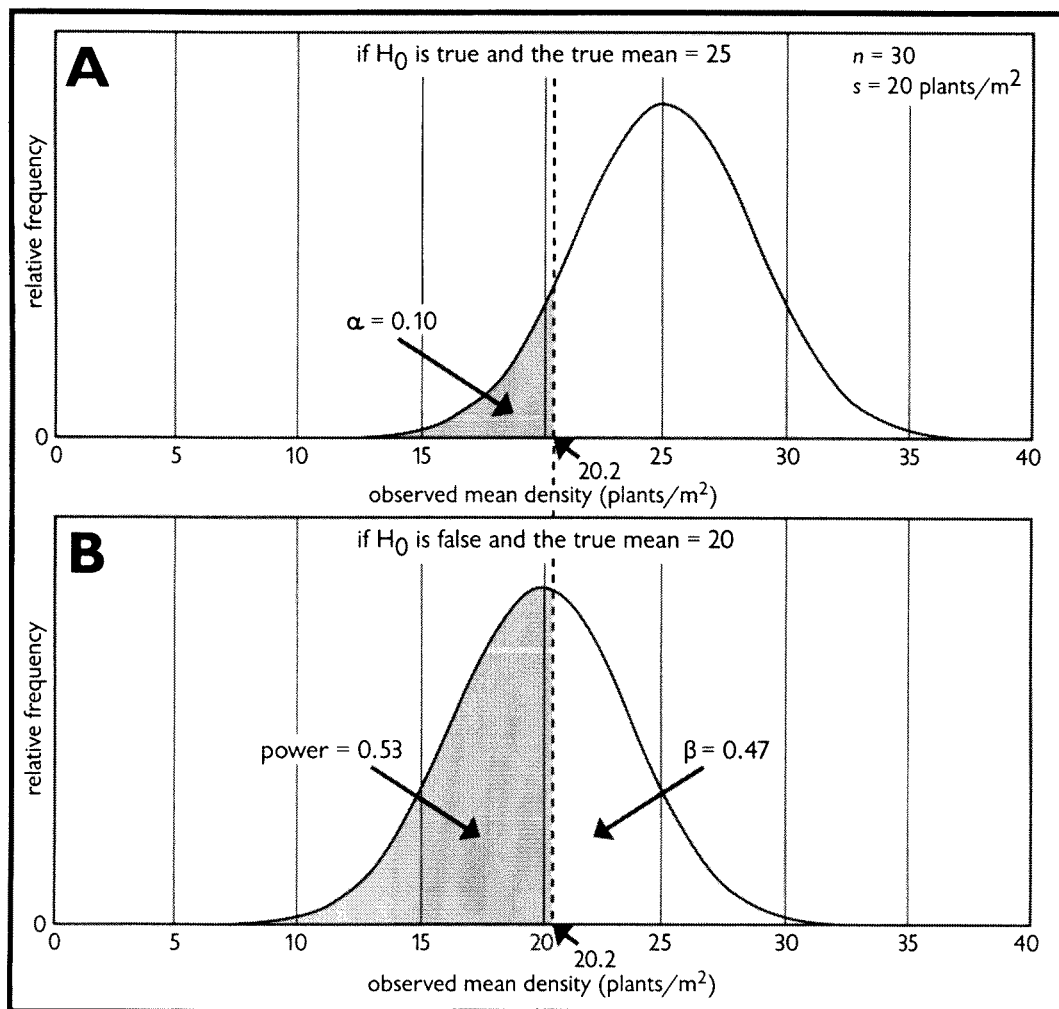 A
if H0 is true and the true mean = 25
n = 30
s = 20 plants/m2
relative frequency
α = 0.10
0
0 5 10 15 20 25 30 35 40
20.2
observed mean density (plants/m2)
B
if H0 is false and the true mean = 20
relative frequency
power = 0.53
β = 0.47
0
0 5 10 15 20 25 30 35 40
20.2
observed mean density (plants/m2)